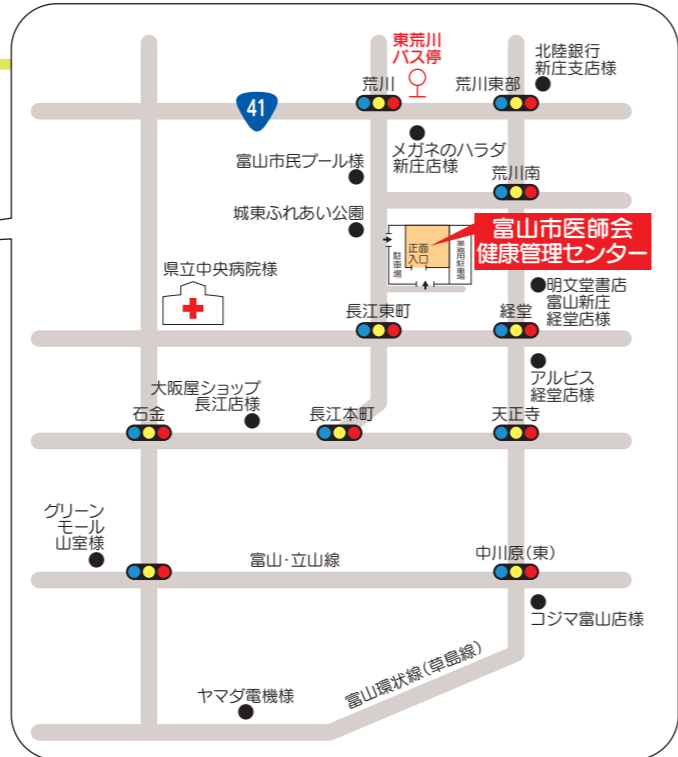 東荒川
バス停
北陸銀行
新庄支店様
荒川
荒川東部
41
メガネのハラダ
新庄店様
富山市民プール様
荒川南
城東ふれあい公園
富山市医師会
健康管理センター
正面
入口
駐車場
業務用駐車場
県立中央病院様
明文堂書店
富山新庄
経堂店様
長江東町
経堂
アルビス
経堂店様
大阪屋ショップ
長江店様
石金
長江本町
天正寺
グリーン
モール
山室様
富山・立山線
中川原(東)
コジマ富山店様
富山環状線(草島線)
ヤマダ電機様